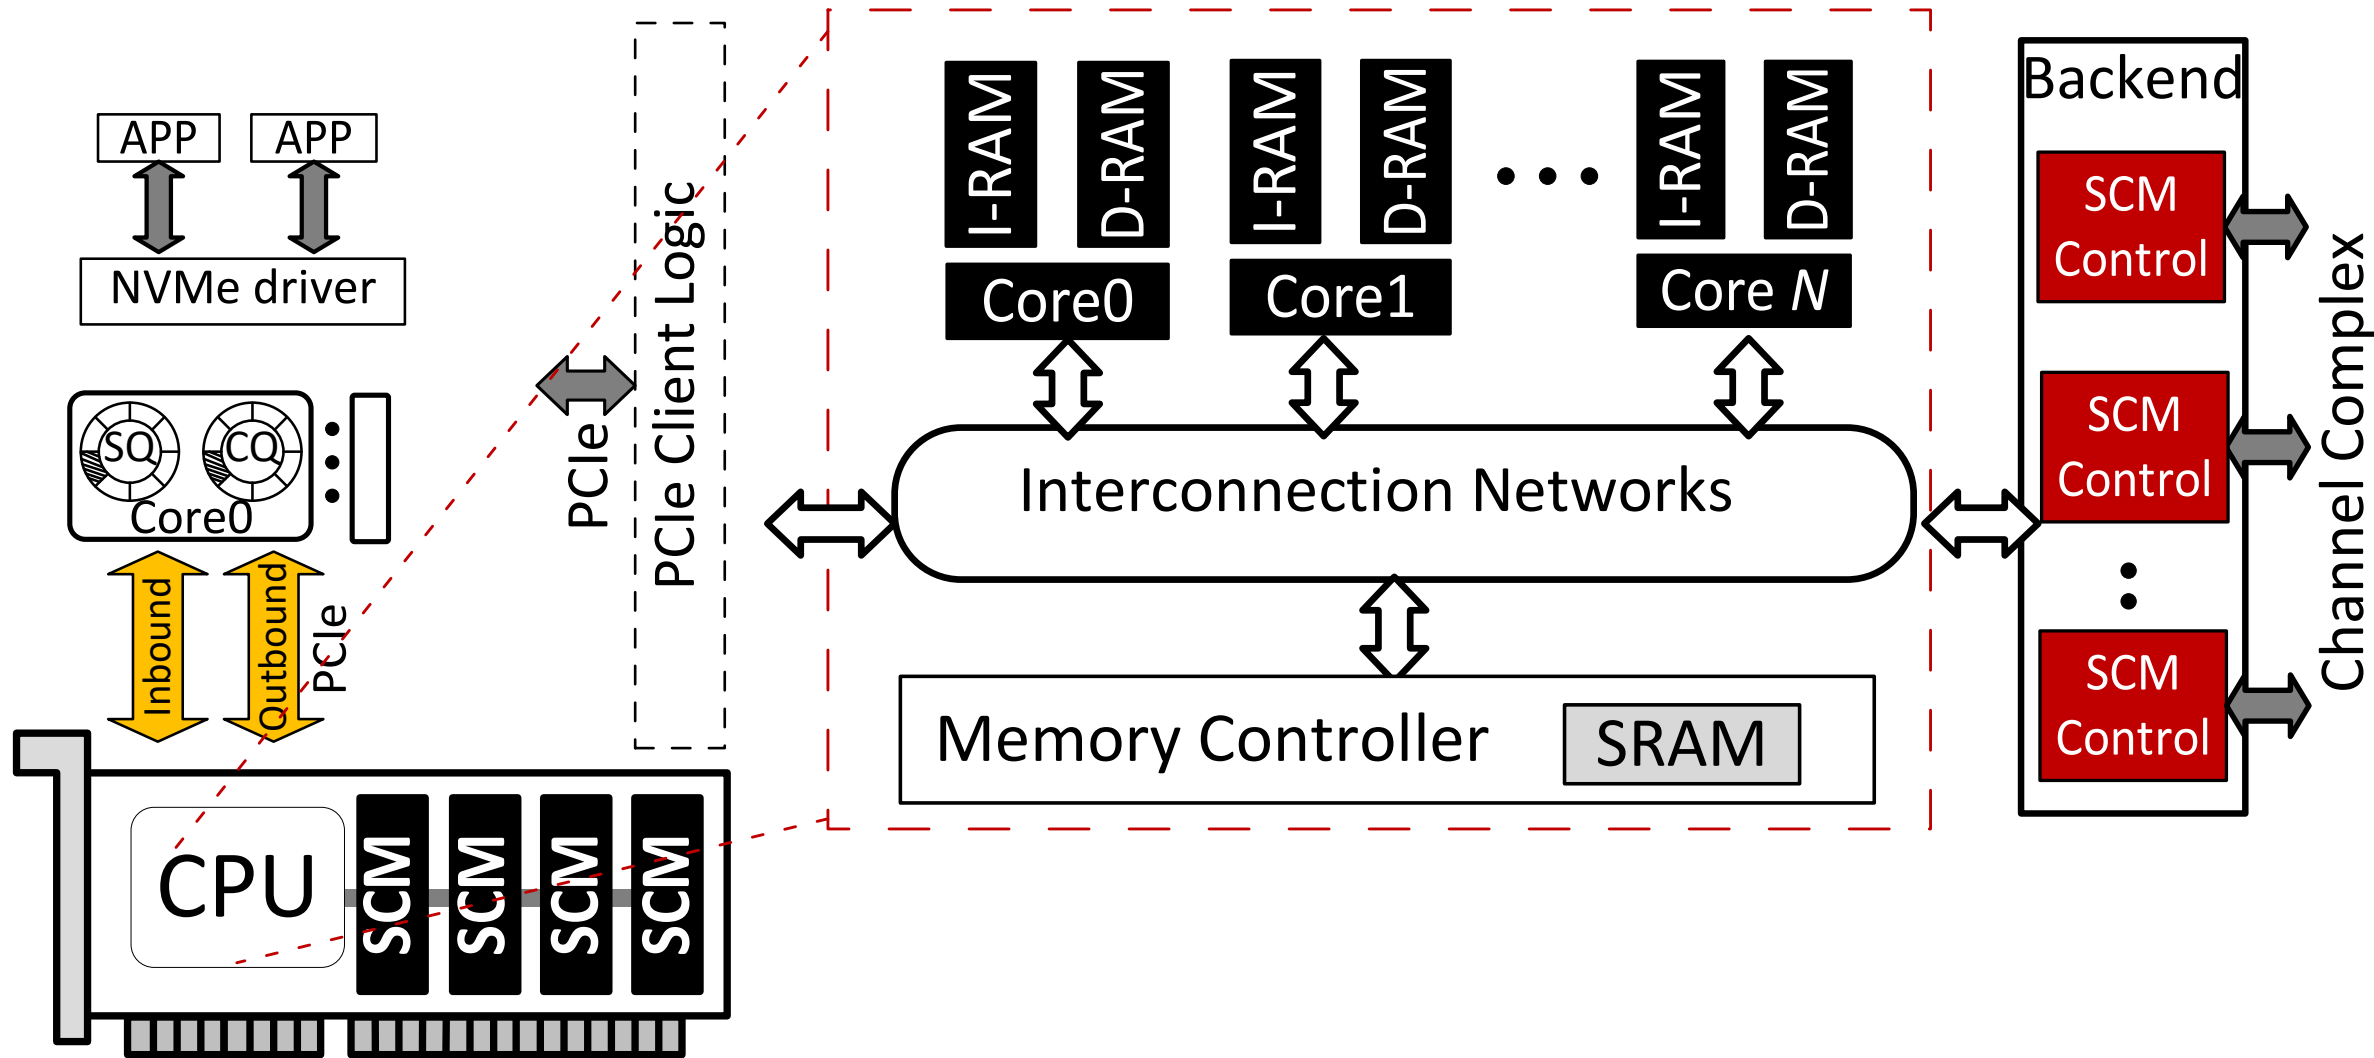 APP
APP
NVMe driver
SQ
CQ
Core0
Inbound
Outbound
PCIe
CPU
SCM
SCM
SCM
SCM
PCIe
PCIe Client Logic
I-RAM
D-RAM
I-RAM
D-RAM
I-RAM
D-RAM
Core0
Core1
Core N
Interconnection Networks
Memory Controller
SRAM
Backend
SCM
Control
SCM
Control
SCM
Control
Channel Complex